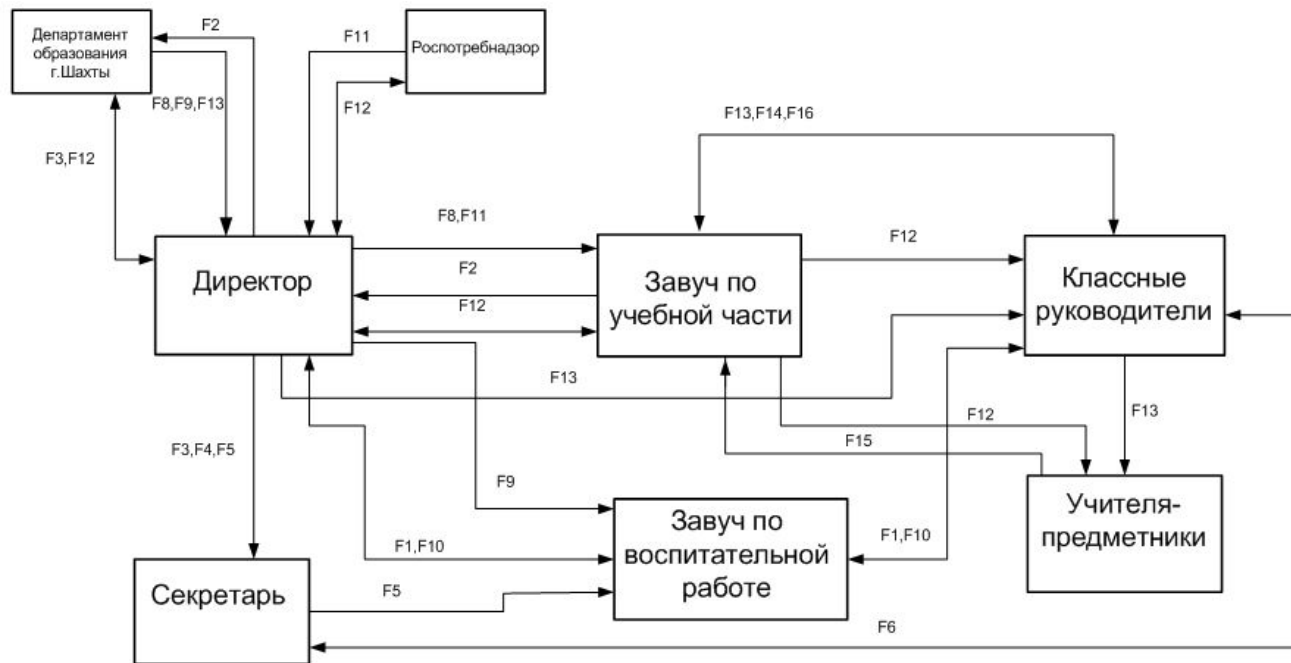 Департамент
образования
г.Шахты
F2
F11
Роспотребнадзор
F8,F9,F13
F12
F3,F12
F13,F14,F16
F8,F11
F12
Директор
F2
Завуч по
учебной части
Классные
руководители
F12
F13
F12
F13
F15
F3,F4,F5
F9
Завуч по
воспитательной
работе
Учителя-
предметники
F1,F10
F1,F10
Секретарь
F5
F6